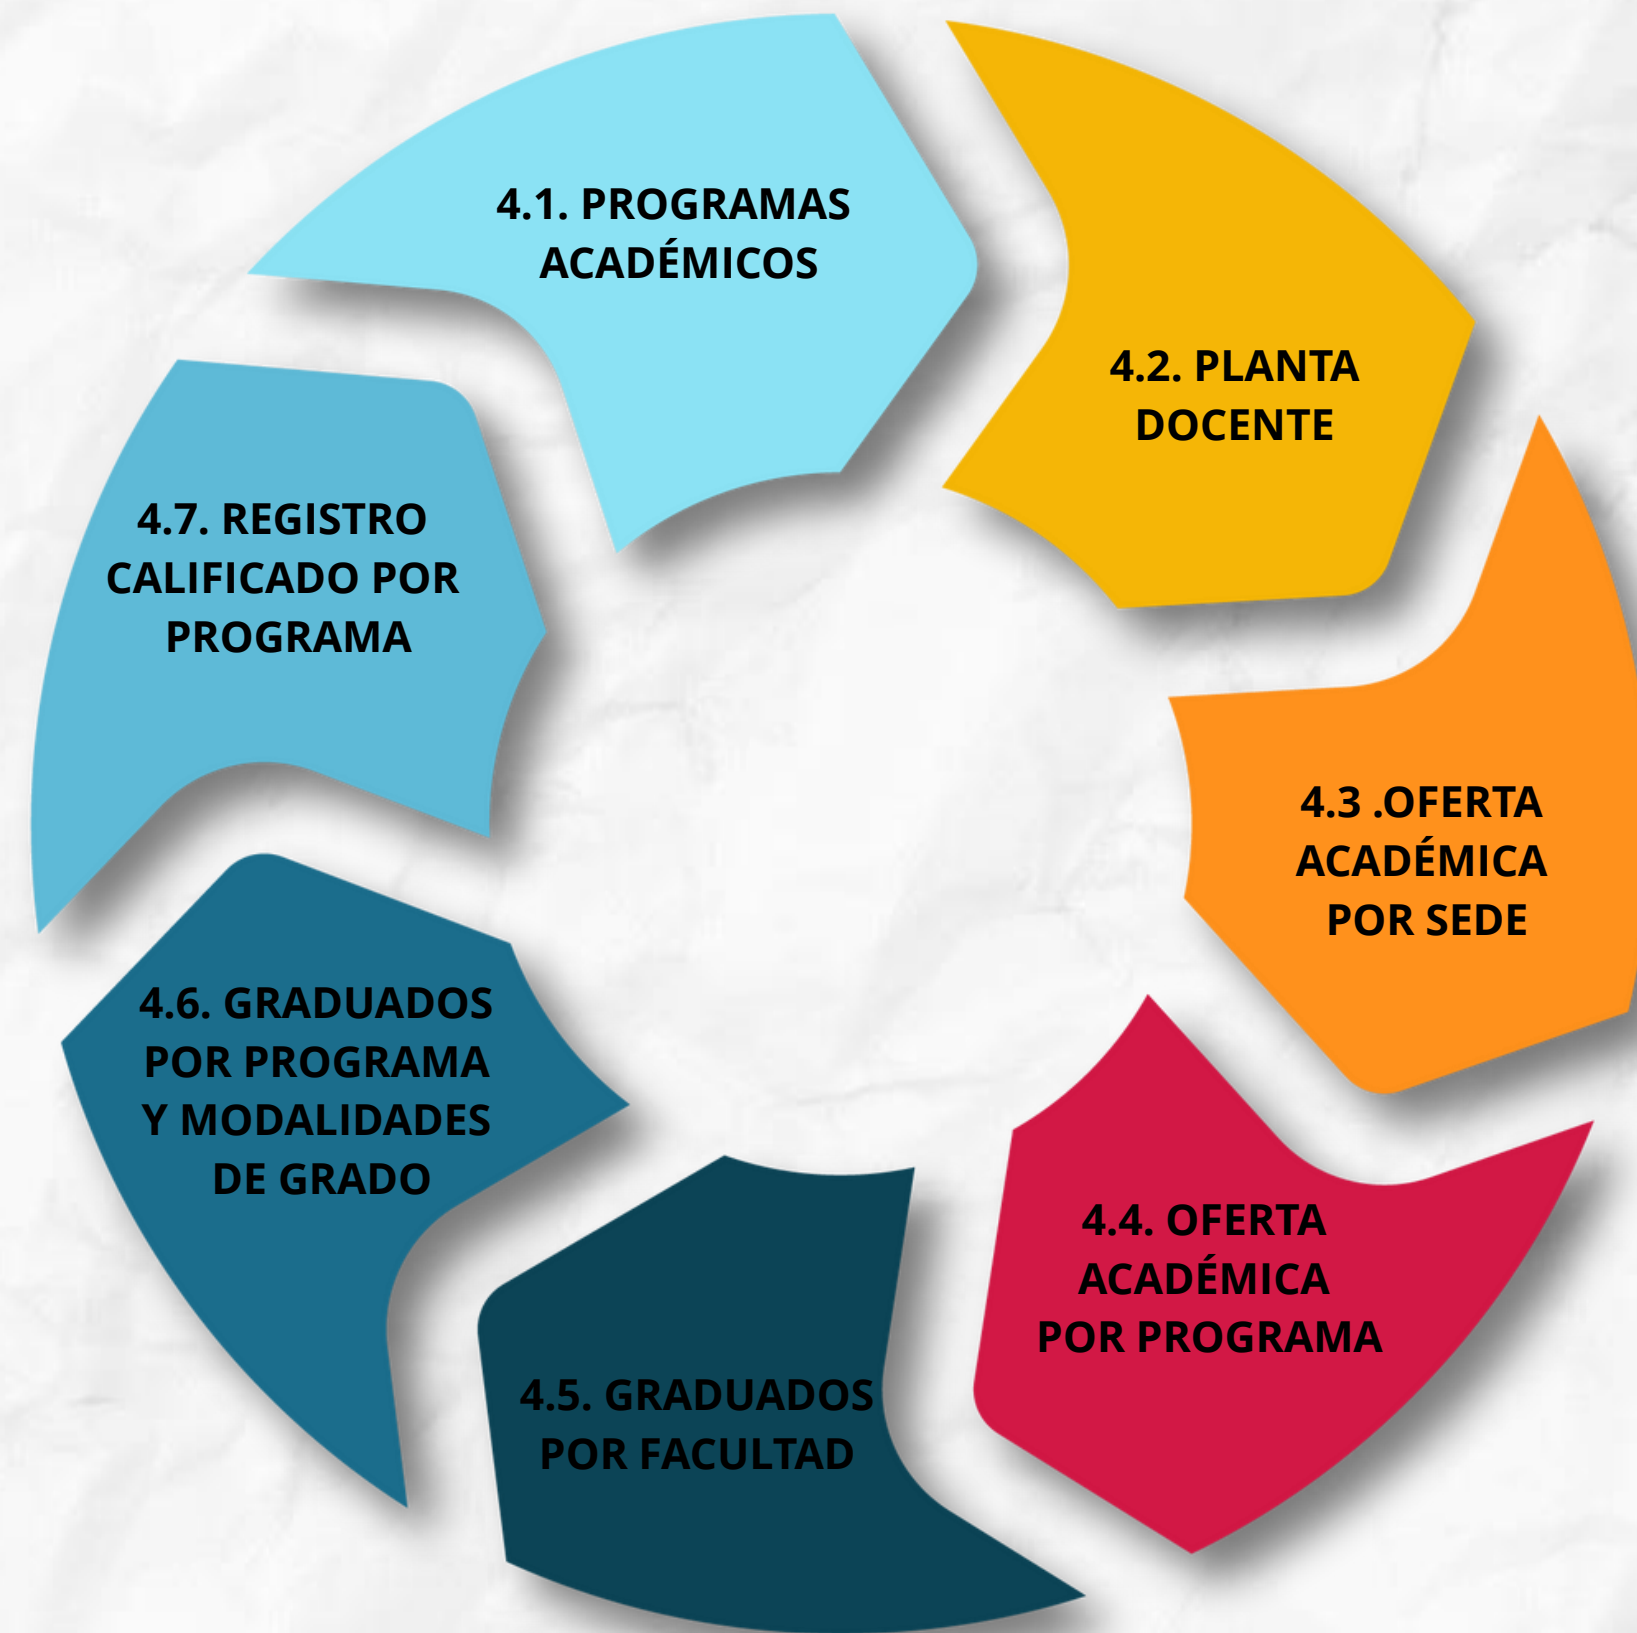 4.1. PROGRAMAS
ACADÉMICOS
4.2. PLANTA
DOCENTE
4.3 .OFERTA
ACADÉMICA
POR SEDE
4.4. OFERTA
ACADÉMICA
POR PROGRAMA
4.5. GRADUADOS
POR FACULTAD
4.6. GRADUADOS
POR PROGRAMA
Y MODALIDADES
DE GRADO
4.7. REGISTRO
CALIFICADO POR
PROGRAMA